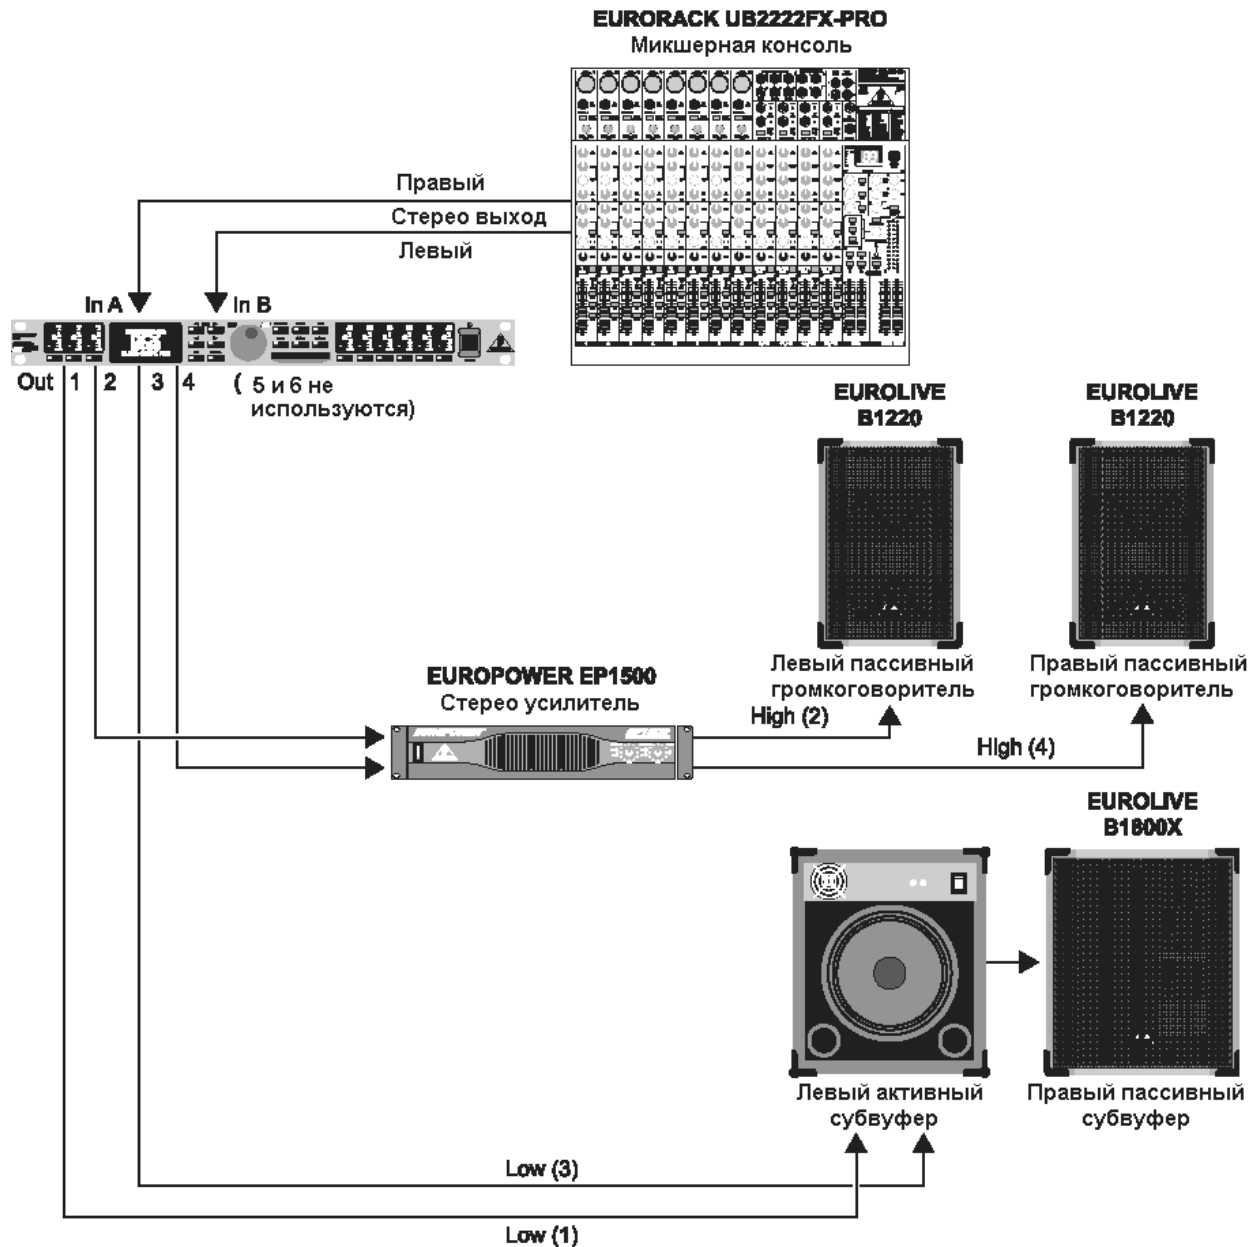 EURORACK UB2222FX-PRO
Микшерная консоль
Правый
Стерео выход
Левый
In A
In B
Out 1 2 3 4 ( 5 и 6 не
используются)
EUROLIVE
B1220
EUROLIVE
B1220
Левый пассивный
громкоговоритель
Правый пассивный
громкоговоритель
EUROPOWER EP1500
Стерео усилитель
High (2)
High (4)
EUROLIVE
B1800X
Левый активный
субвуфер
Правый пассивный
субвуфер
Low (3)
Low (1)